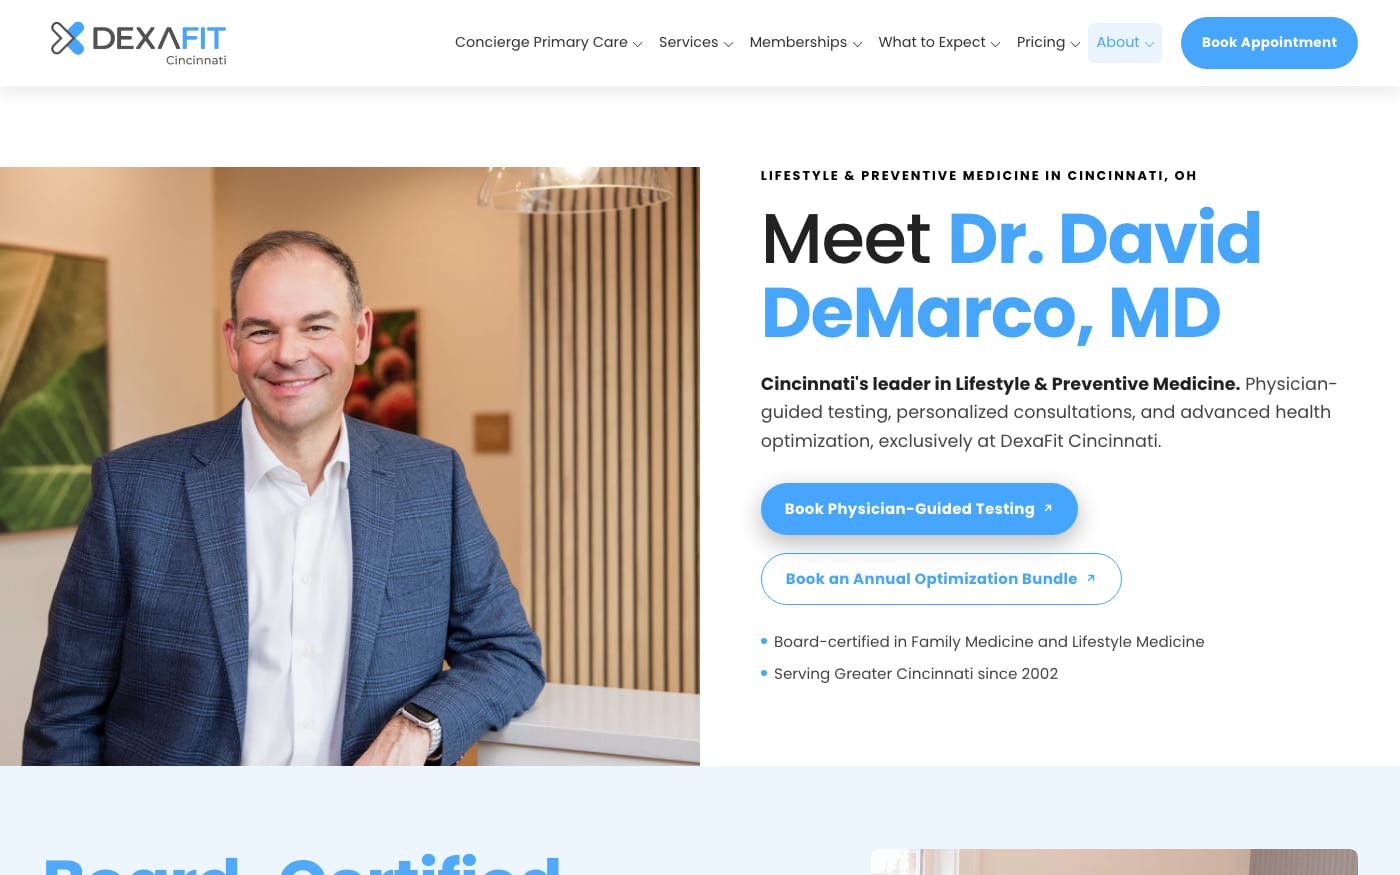 DEXAFIT
Cincinnati
Concierge Primary Care
Services
Memberships
What to Expect
Pricing
About
Book Appointment
LIFESTYLE & PREVENTIVE MEDICINE IN CINCINNATI, OH
Meet Dr. David
DeMarco, MD
Cincinnati's leader in Lifestyle & Preventive Medicine. Physician-
guided testing, personalized consultations, and advanced health
optimization, exclusively at DexaFit Cincinnati.
Book Physician-Guided Testing
Book an Annual Optimization Bundle
Board-certified in Family Medicine and Lifestyle Medicine
Serving Greater Cincinnati since 2002
Board-Certified